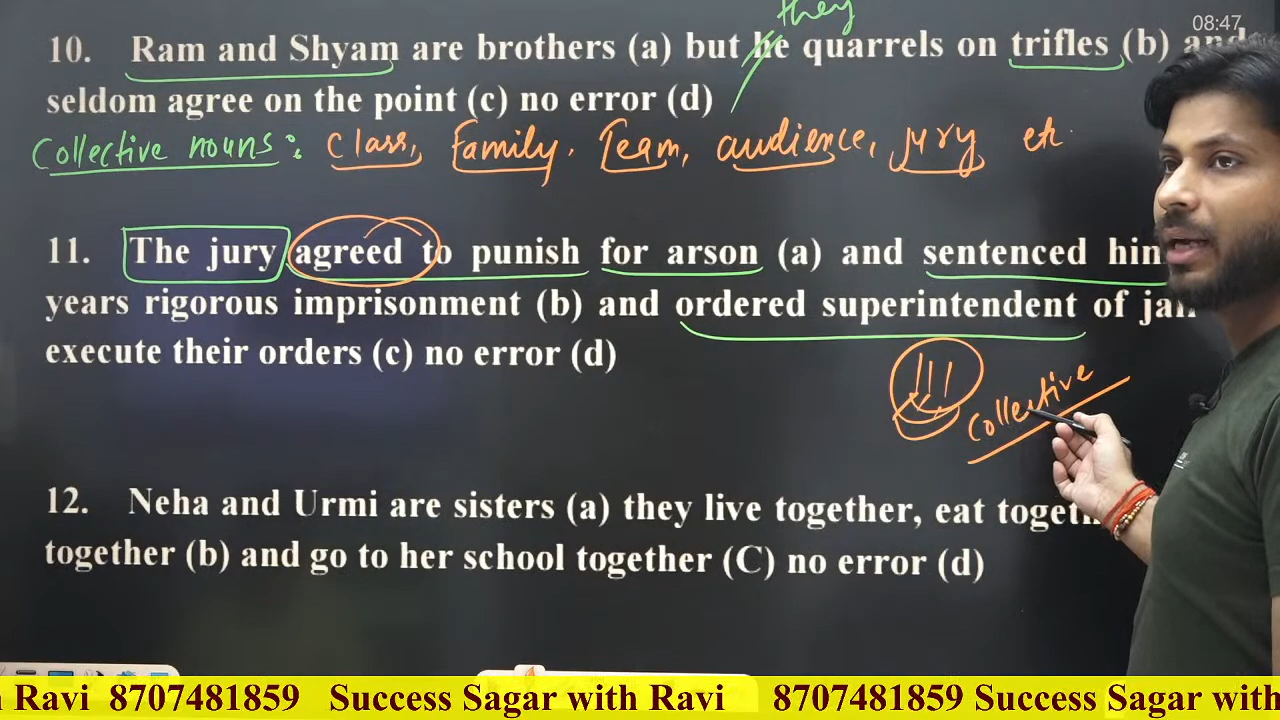 they
08:47
10. Ram and Shyam are brothers (a) but he quarrels on trifles (b) and
seldom agree on the point (c) no error (d)
Collective nouns: Class, Family. Team, audience, jury etc.
11. The jury agreed to punish for arson (a) and sentenced him
years rigorous imprisonment (b) and ordered superintendent of
execute their orders (c) no error (d)
Collective
12. Neha and Urmi are sisters (a) they live together, eat
together (b) and go to her school together (C) no error (d)
Ravi 8707481859 Success Sagar with Ravi 8707481859 Success Sagar with